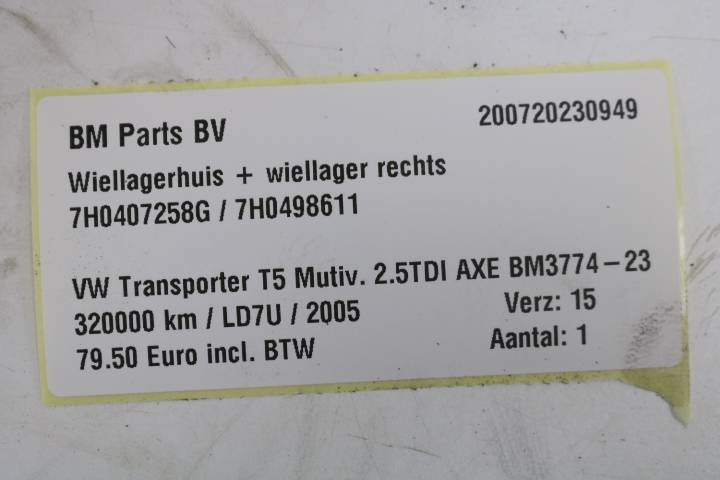 BM Parts BV 200720230949
Wiellagerhuis + wiellager rechts
7H0407258G / 7H0498611
VW Transporter T5 Mutiv. 2.5TDI AXE BM3774-23
320000 km / LD7U / 2005 Verz: 15
79.50 Euro incl. BTW Aantal: 1